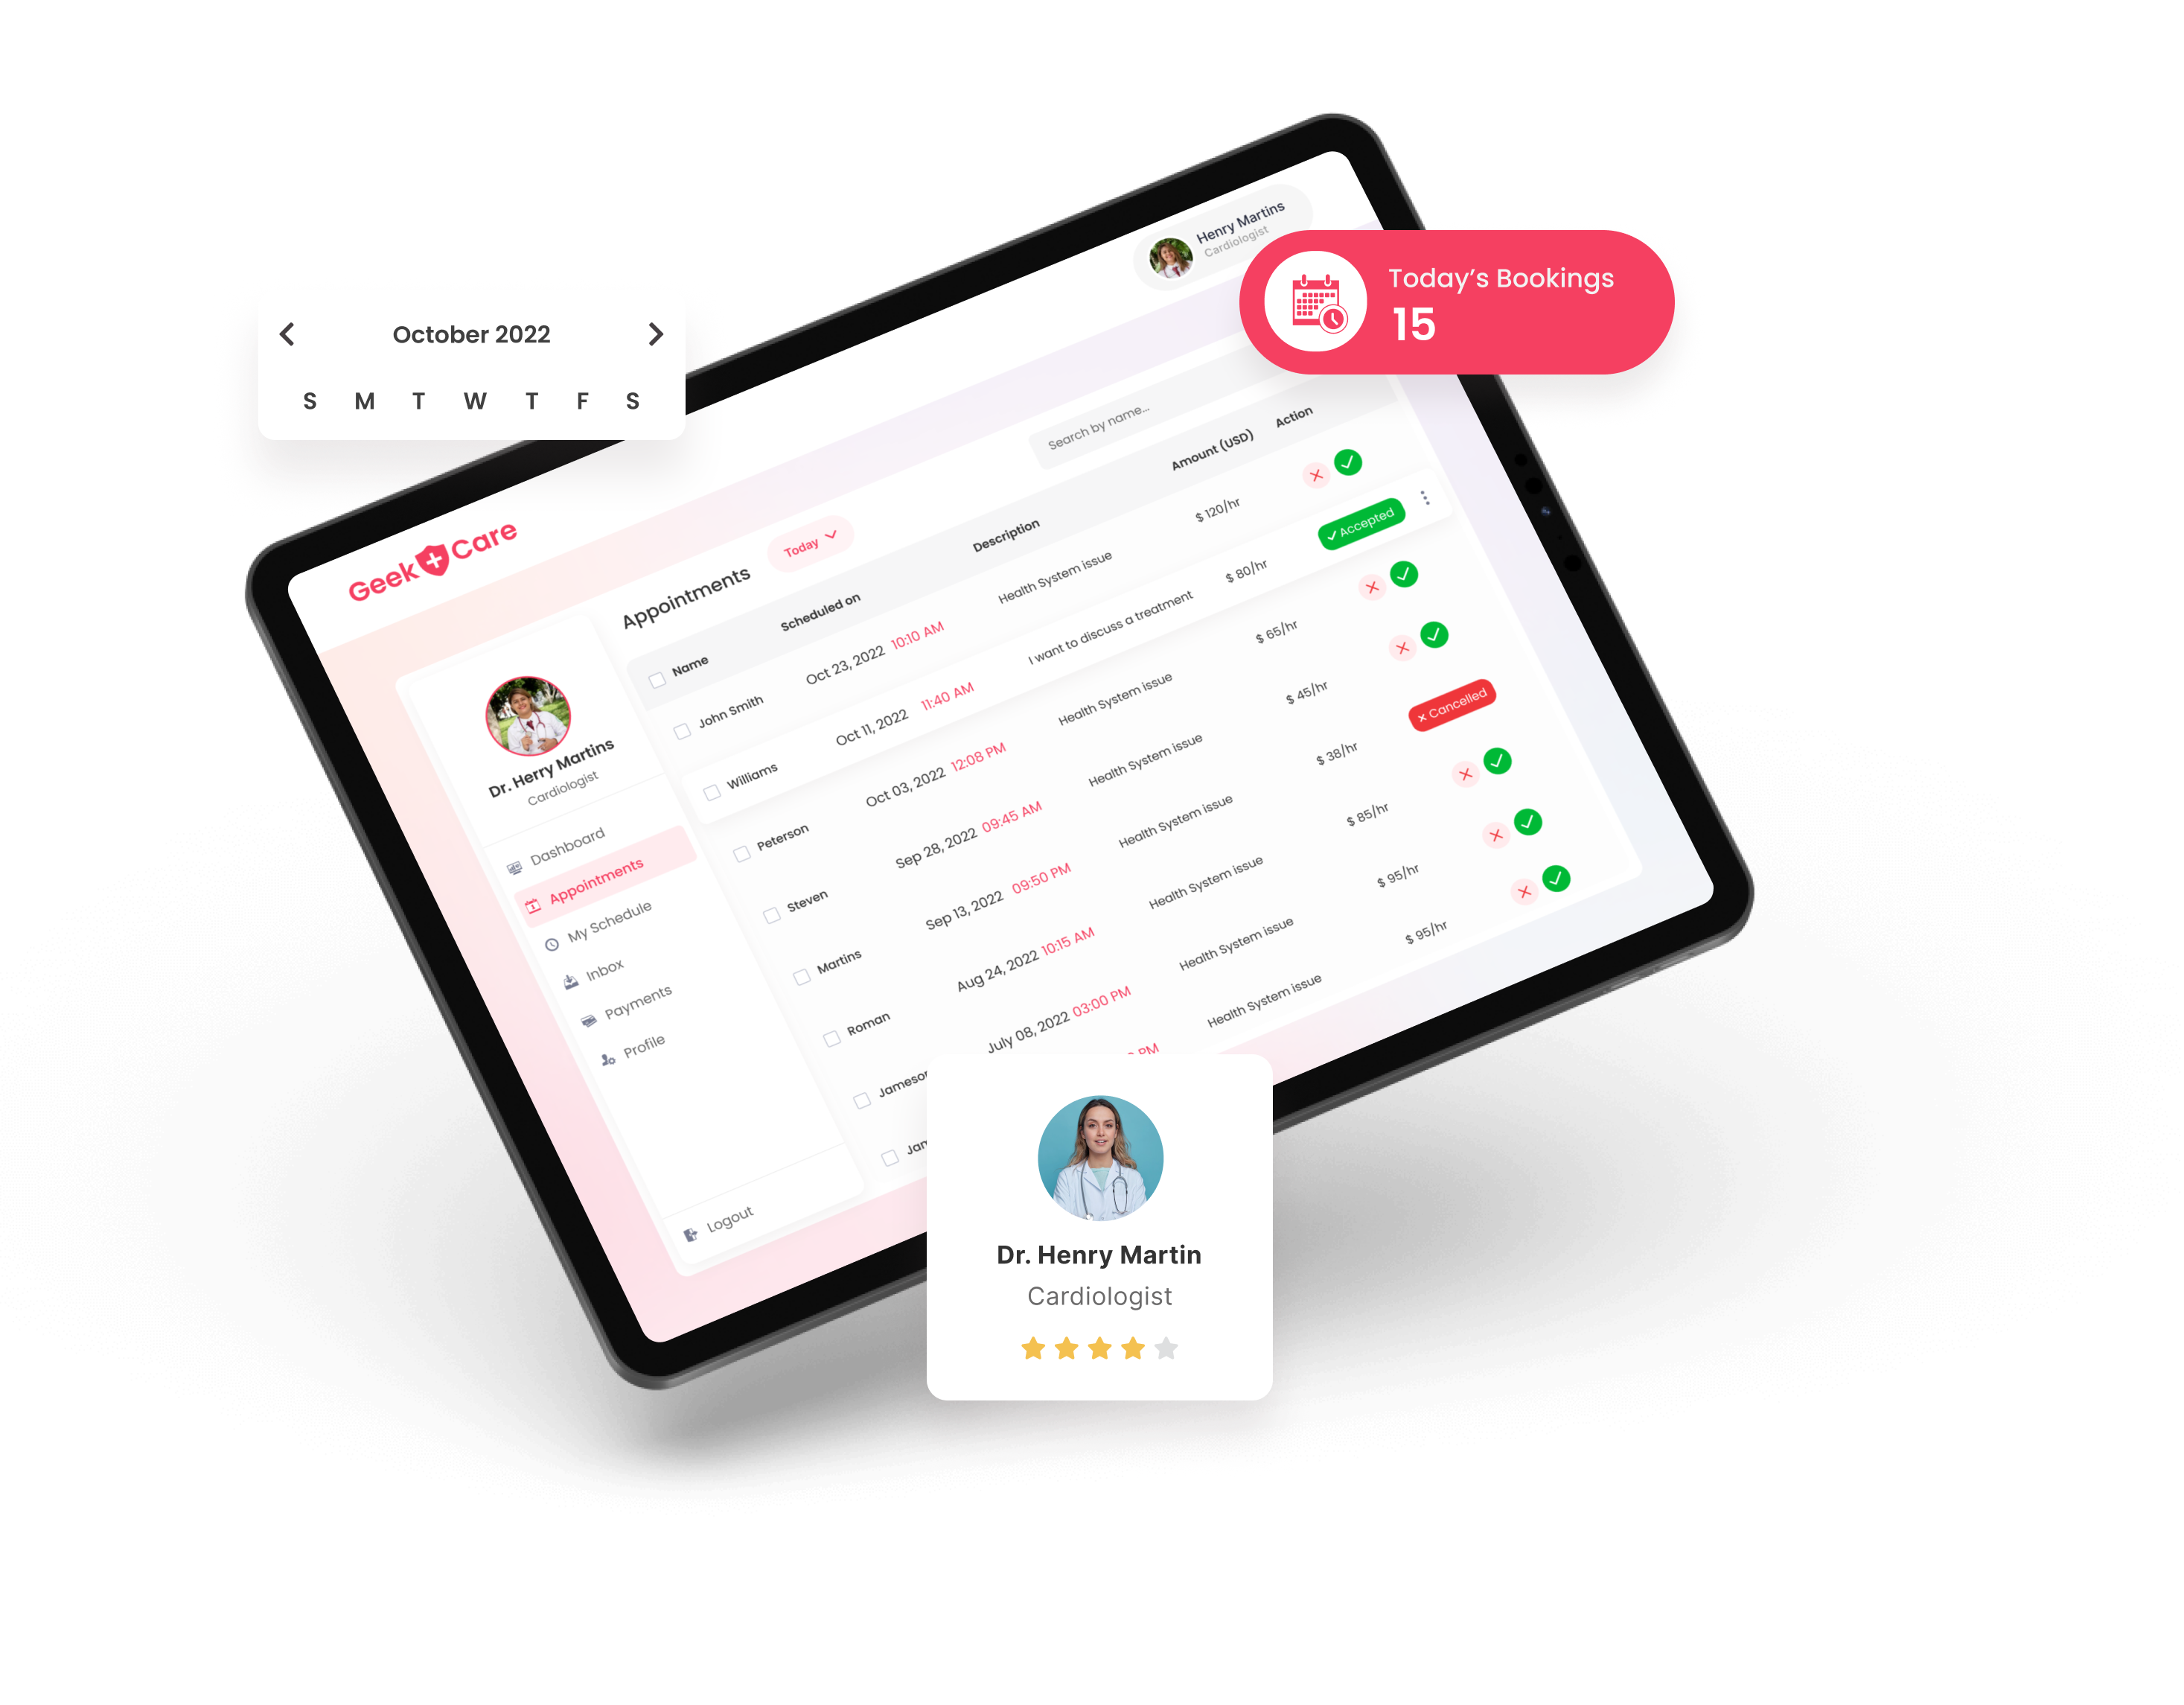 Henry Martins
Cardiologist
Today's Bookings
15
October 2022
S M T W T F S
Search by name...
Geek Care
Appointments Today
Name Scheduled on Description Amount (USD) Action
John Smith Oct 23, 2022 10:10 AM Health System issue $ 120/hr
Williams Oct 11, 2022 11:40 AM I want to discuss a treatment $ 80/hr Accepted
Peterson Oct 03, 2022 12:08 PM Health System issue $ 65/hr
Steven Sep 28, 2022 09:45 AM Health System issue $ 45/hr
Martins Sep 13, 2022 09:50 PM Health System issue $ 38/hr Cancelled
Roman Aug 24, 2022 10:15 AM Health System issue $ 85/hr
Jameson July 08, 2022 03:00 PM Health System issue $ 95/hr
PM Health System issue $ 95/hr
Dr. Herry Martins
Cardiologist
Dashboard
Appointments
My Schedule
Inbox
Payments
Profile
Logout
Dr. Henry Martin
Cardiologist